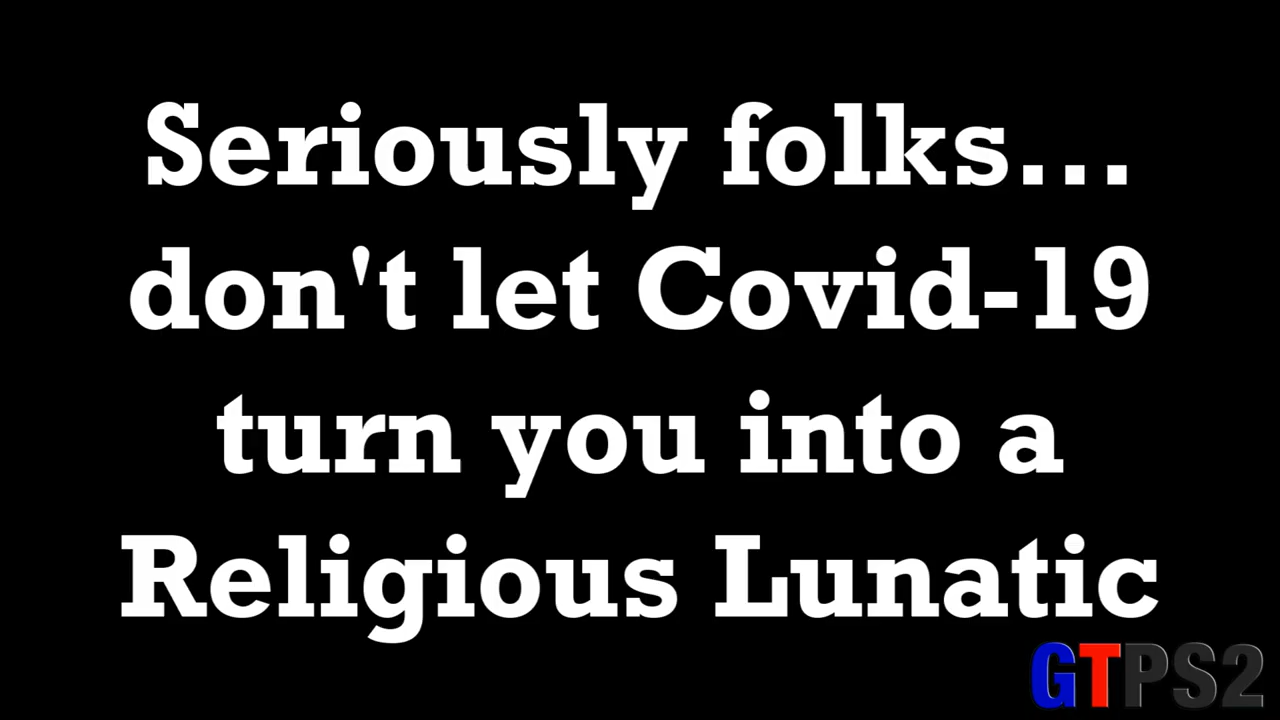 Seriously folks...
don't let Covid-19
turn you into a
Religious Lunatic
GTPS2